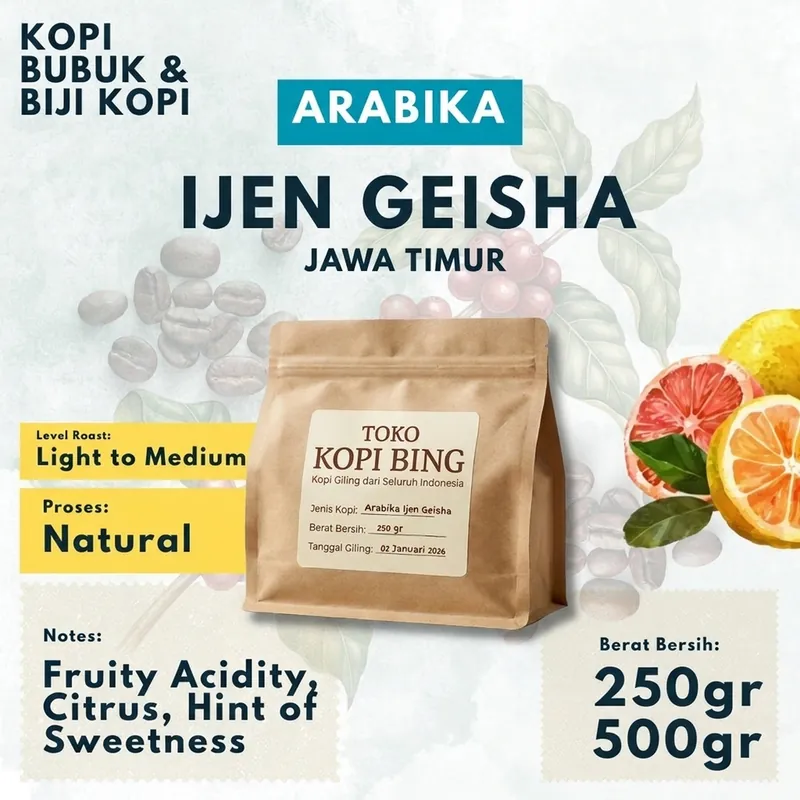 KOPI
BUBUK &
BIJI KOPI
ARABIKA
IJEN GEISHA
JAWA TIMUR
Level Roast:
Light to Medium
Proses:
Natural
TOKO
KOPI BING
Kopi Giling dari Seluruh Indonesia
Jenis Kopi: Arabika Ijen Geisha
Berat Bersih: 250 gr
Tanggal Giling: 02 Januari 2026
Notes:
Fruity Acidity,
Citrus, Hint of
Sweetness
Berat Bersih:
250gr
500gr